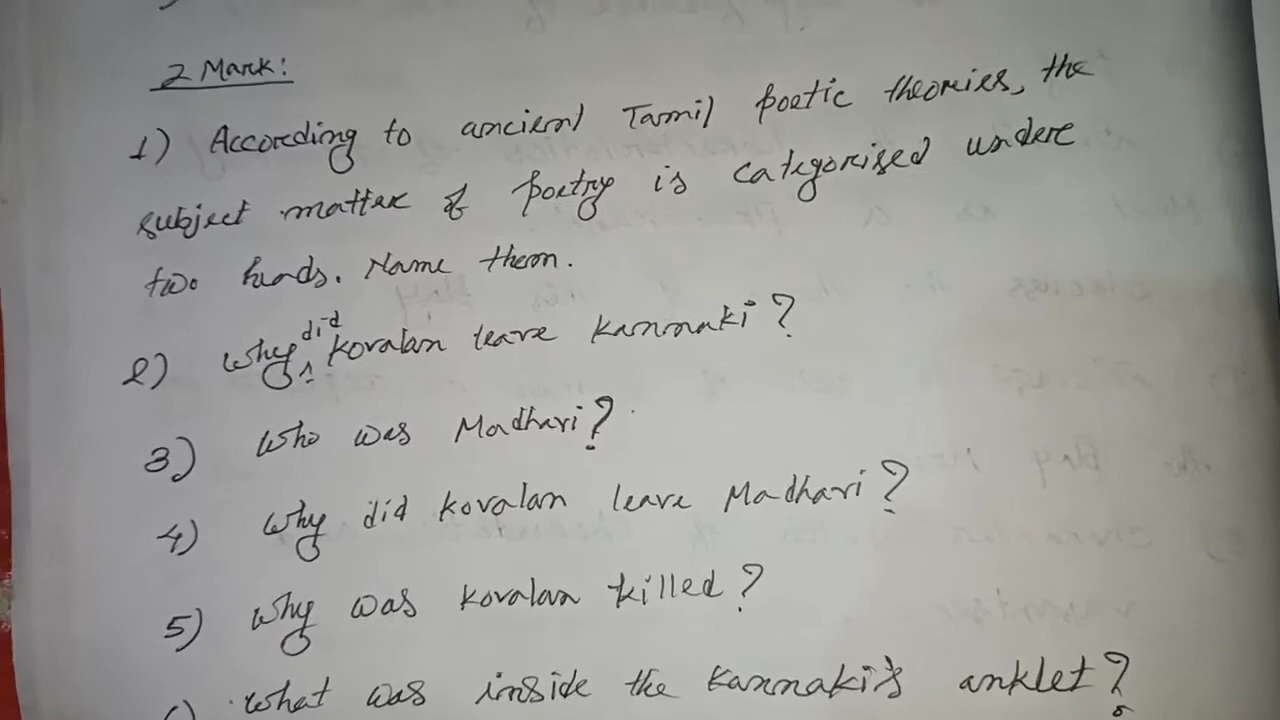 2 Mark:
1) According to ancient Tamil poetic theories, the
subject matter of poetry is categorised under
two heads. Name them.
2) Why did kovalan leave kannaki?
3) Who was Madhavi?
4) Why did kovalan leave Madhavi?
5) Why was kovalan killed?
6) What was inside the kannaki's anklet?